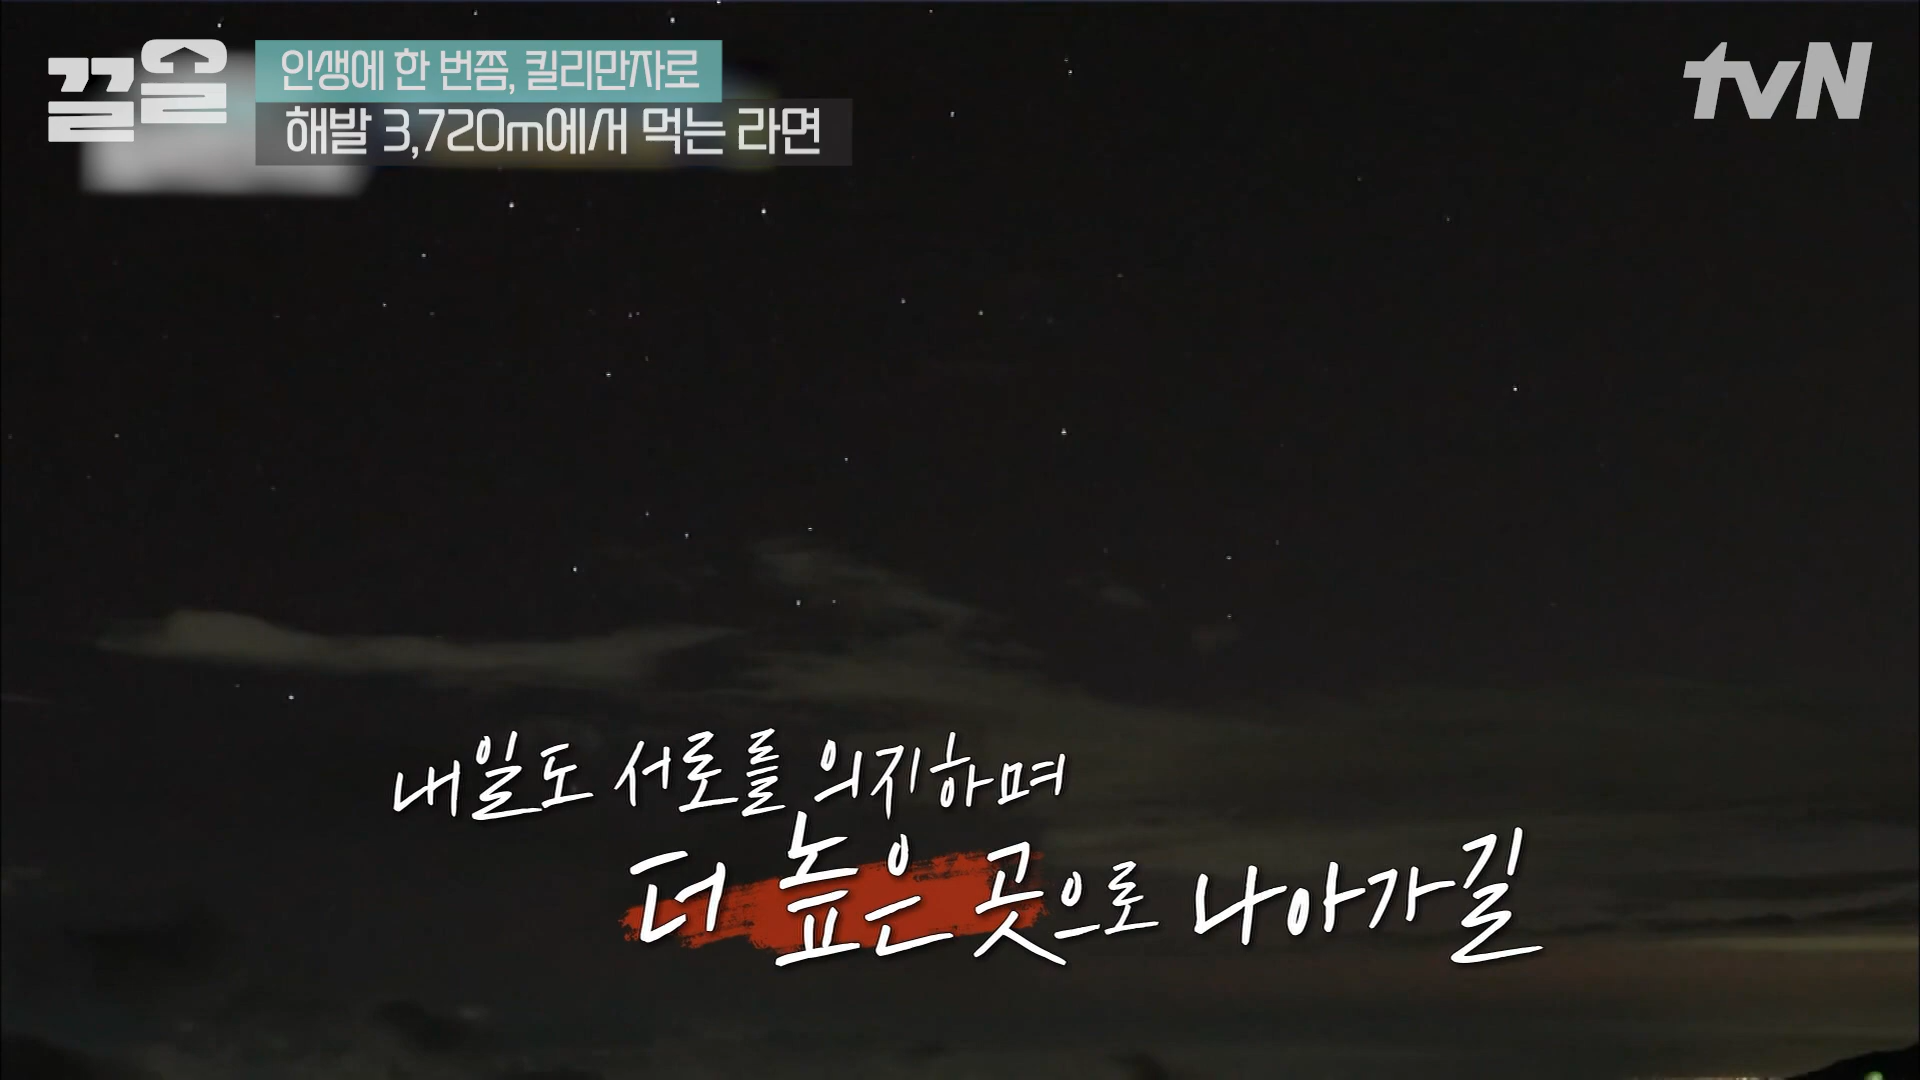 끌올
인생에 한 번쯤, 킬리만자로
해발 3,720m에서 먹는 라면
tvN
내일도 서로를 의지하며
더 높은 곳으로 나아가길